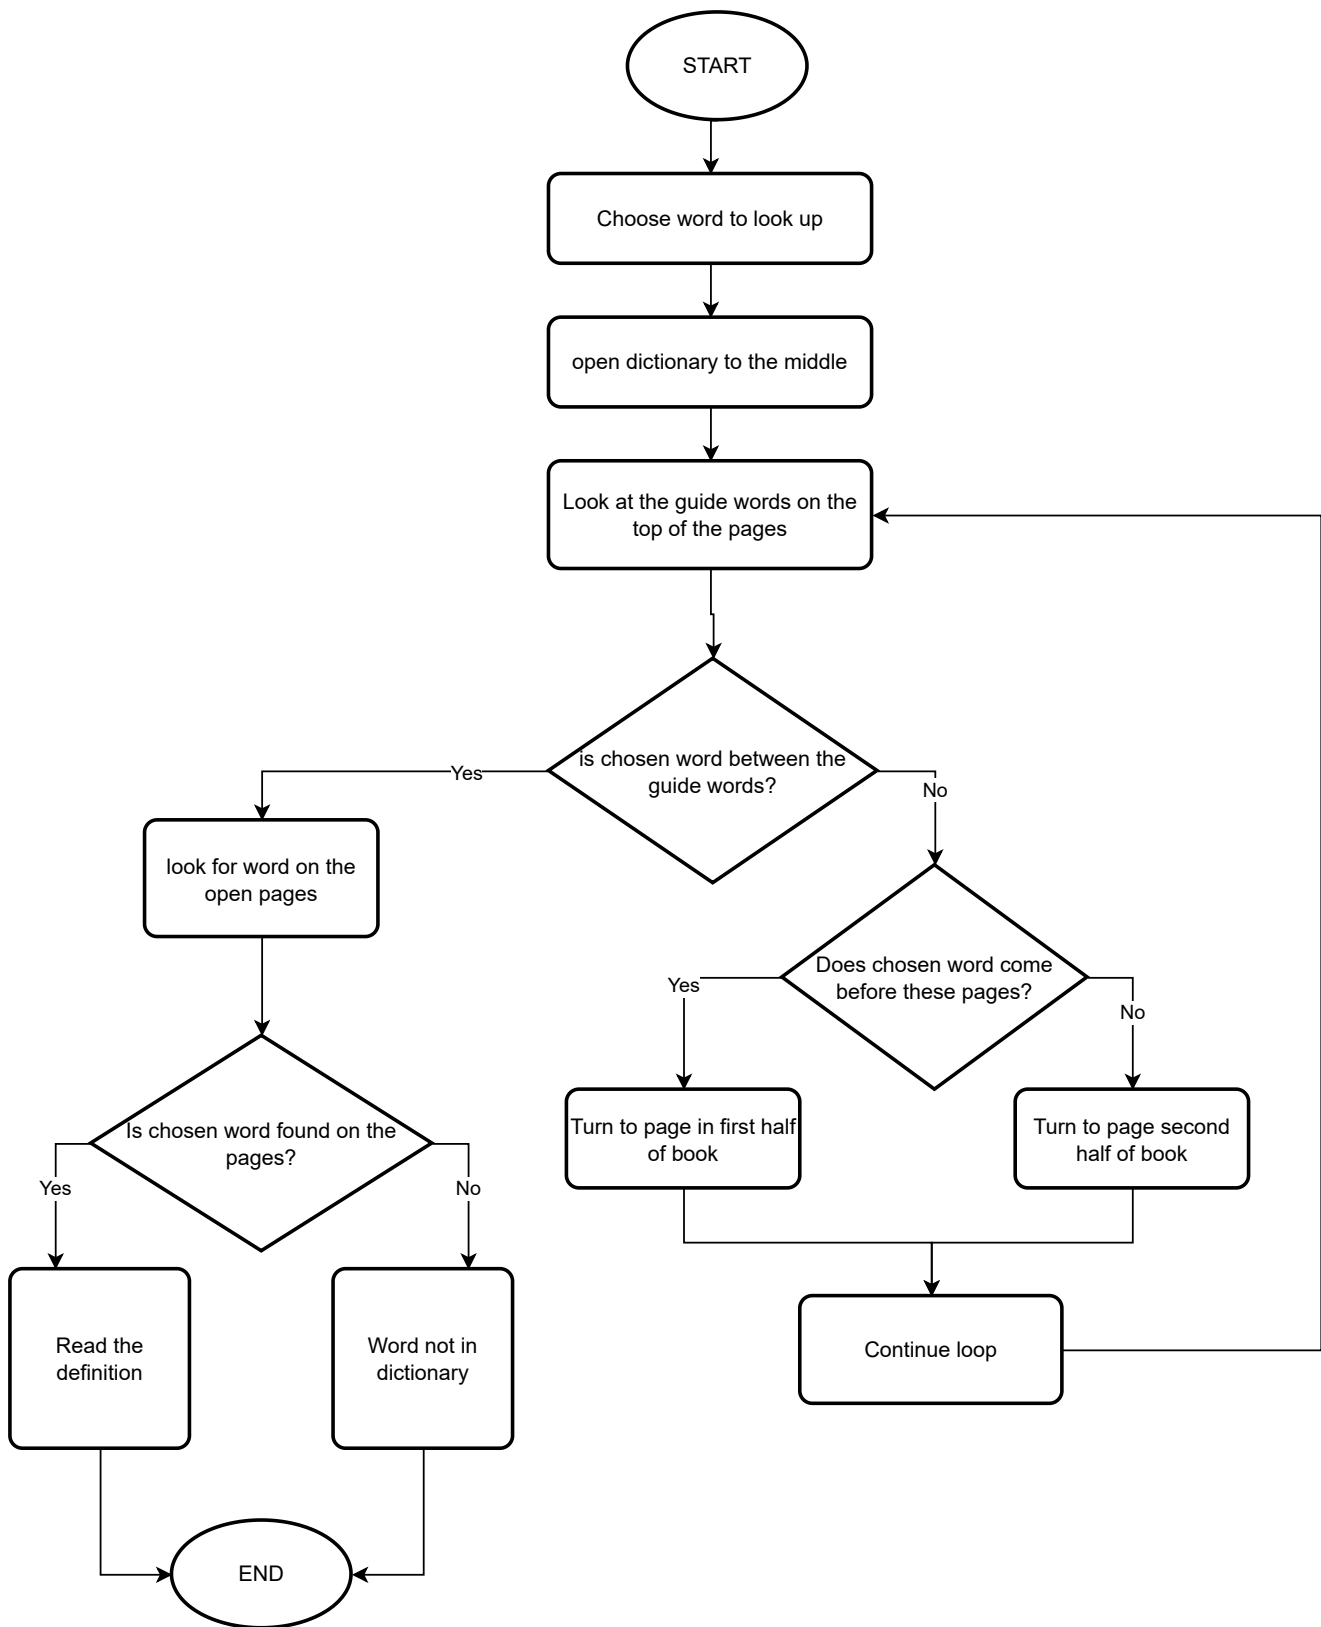 START
Choose word to look up
open dictionary to the middle
Look at the guide words on the
top of the pages
is chosen word between the
guide words?
Yes
No
look for word on the
open pages
Does chosen word come
before these pages?
Yes
No
Is chosen word found on the
pages?
Yes
No
Turn to page in first half
of book
Turn to page second
half of book
Read the
definition
Word not in
dictionary
Continue loop
END